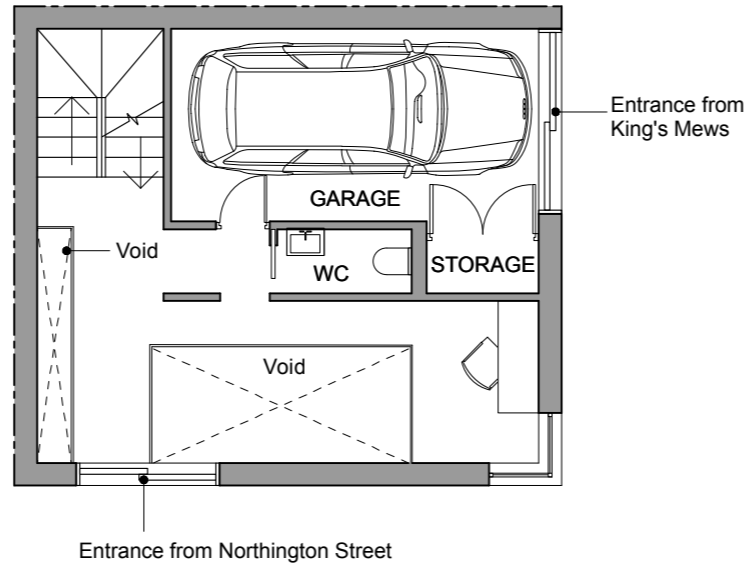 Entrance from
King's Mews
GARAGE
Void
WC
STORAGE
Void
Entrance from Northington Street